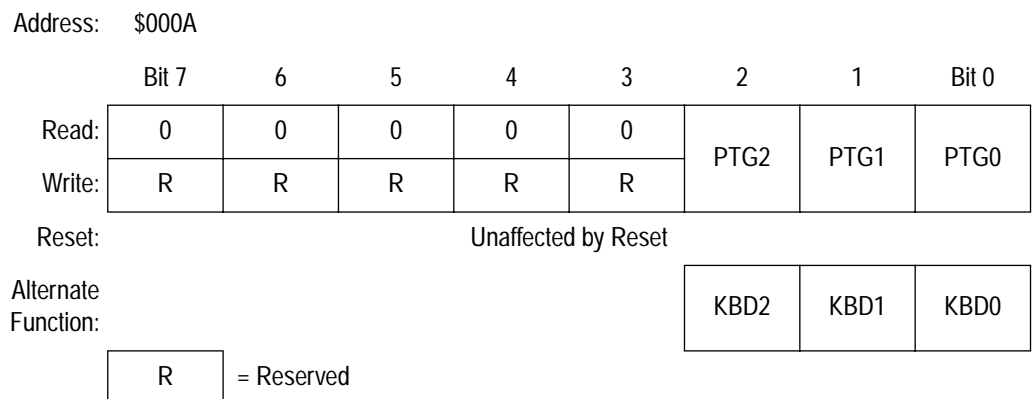 Address: $000A
Bit 7 6 5 4 3 2 1 Bit 0
Read: 0 0 0 0 0 PTG2 PTG1 PTG0
Write: R R R R R
Reset: Unaffected by Reset
Alternate Function: KBD2 KBD1 KBD0
R = Reserved